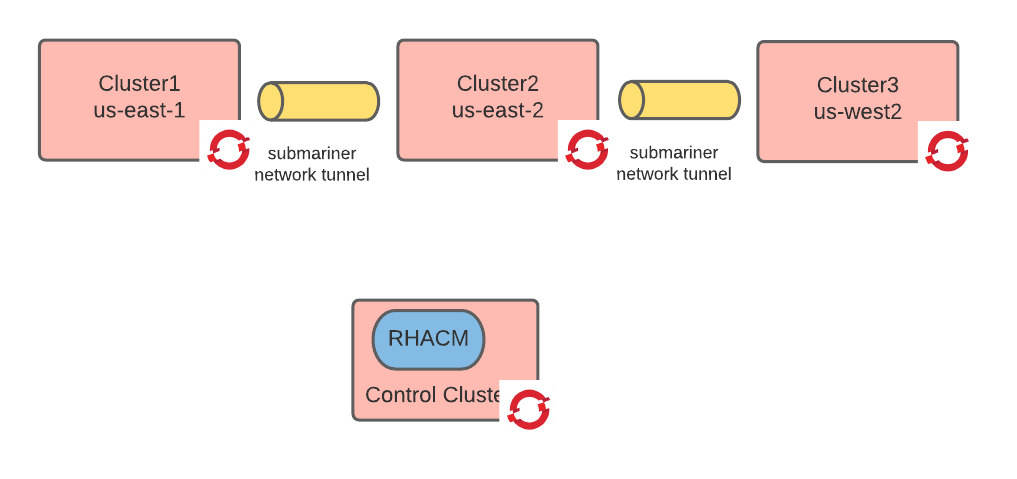 Cluster1
us-east-1
submariner
network tunnel
Cluster2
us-east-2
submariner
network tunnel
Cluster3
us-west2
RHACM
Control Cluste